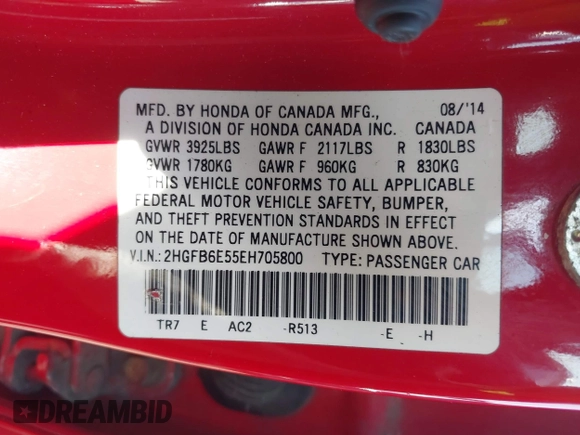 MFD. BY HONDA OF CANADA MFG., 08/'14
A DIVISION OF HONDA CANADA INC. CANADA
GVWR 3925LBS GAWR F 2117LBS R 1830LBS
GVWR 1780KG GAWR F 960KG R 830KG
THIS VEHICLE CONFORMS TO ALL APPLICABLE
FEDERAL MOTOR VEHICLE SAFETY, BUMPER,
AND THEFT PREVENTION STANDARDS IN EFFECT
ON THE DATE OF MANUFACTURE SHOWN ABOVE.
V.I.N.: 2HGFB6E55EH705800 TYPE: PASSENGER CAR
TR7 E AC2 -R513 -E -H
DREAMBID